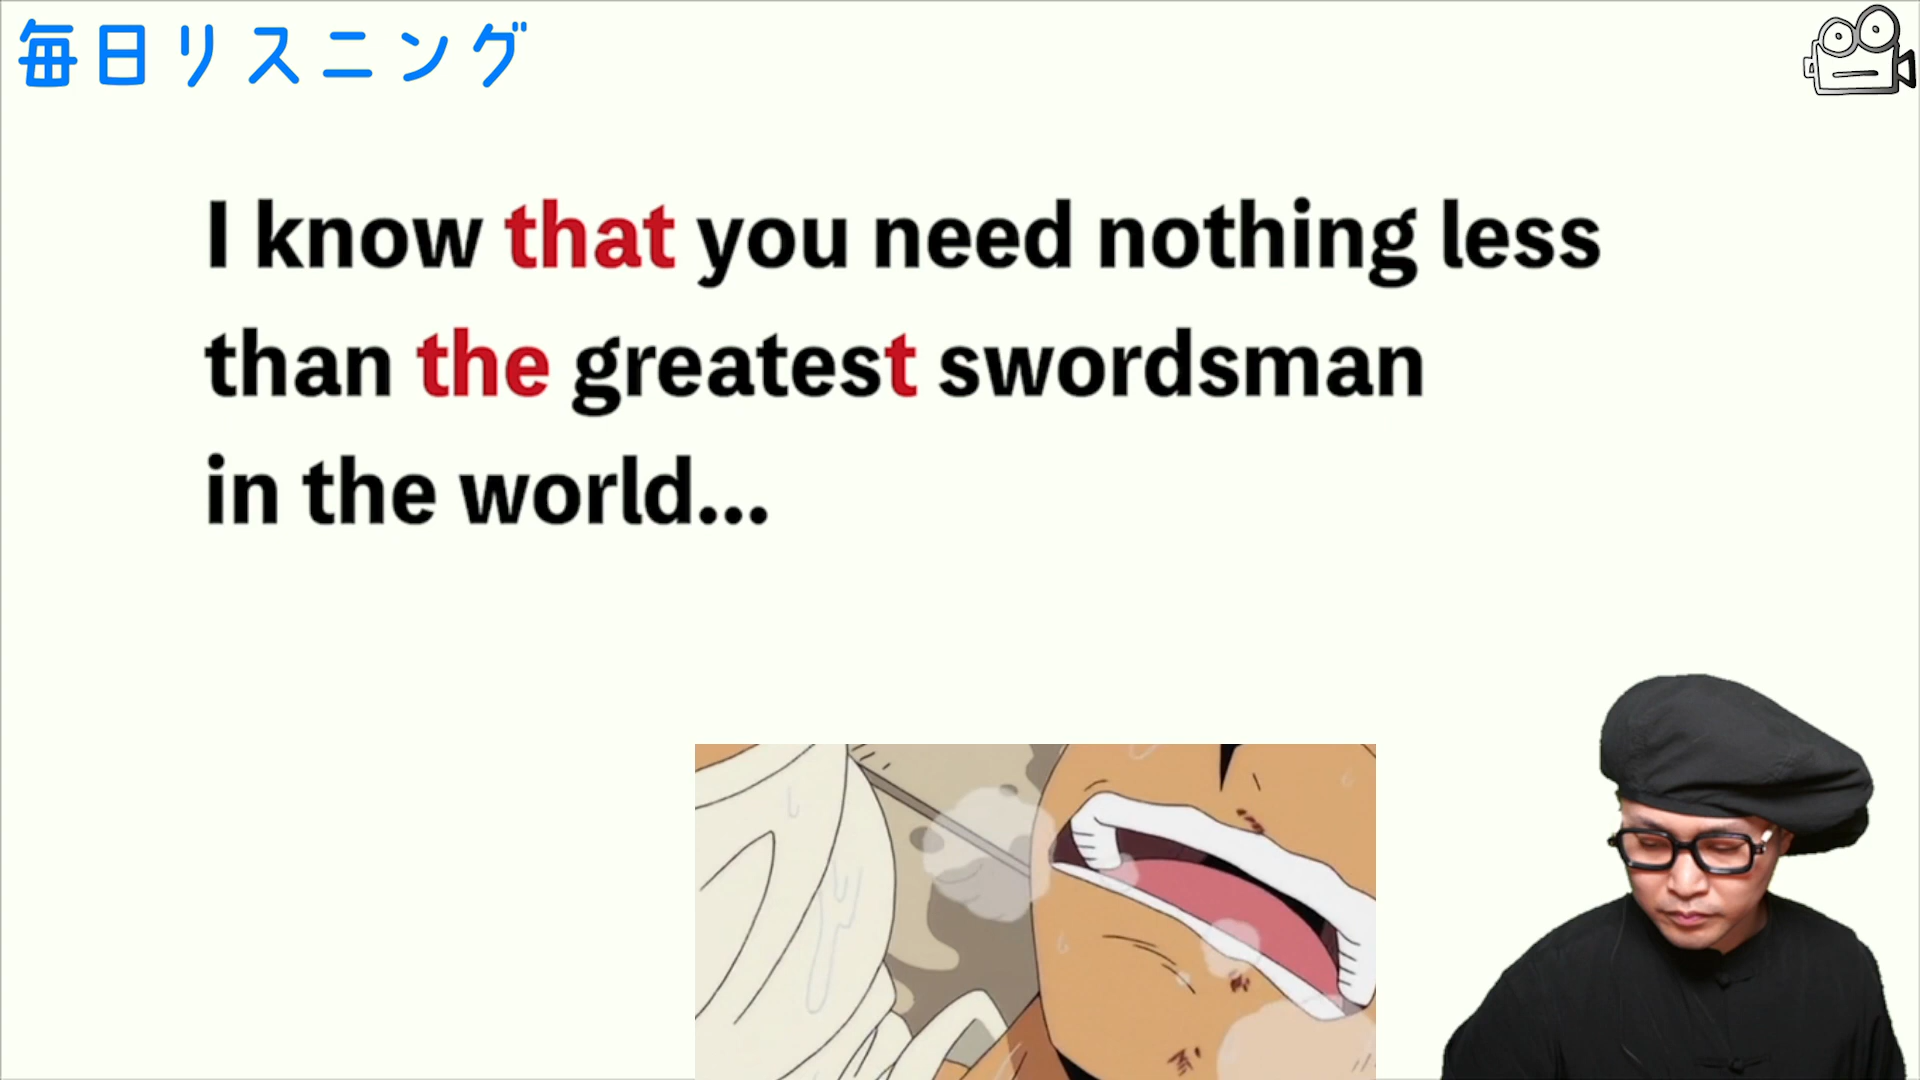 毎日リスニング
I know that you need nothing less
than the greatest swordsman
in the world...